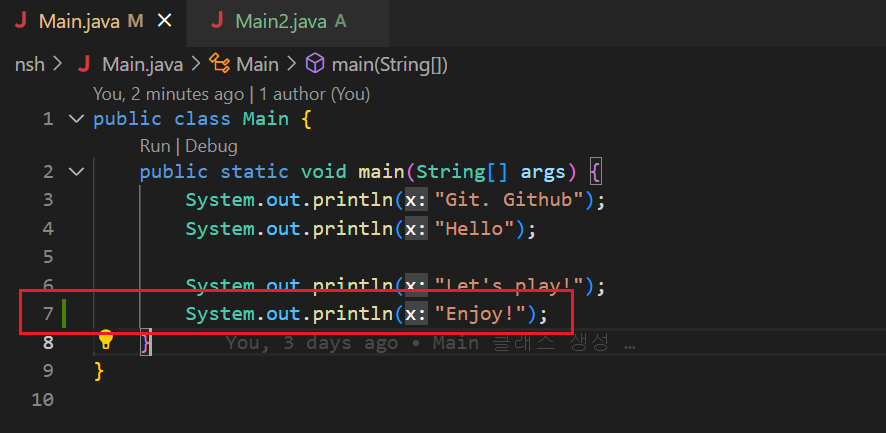 J Main.java M X J Main2.java A
nsh > J Main.java > Main > main(String[])
You, 2 minutes ago | 1 author (You)
1 public class Main {
Run | Debug
2 public static void main(String[] args) {
3 System.out.println(x: "Git. Github");
4 System.out.println(x: "Hello");
5
6 System.out.println(x: "Let's play!");
7 System.out.println(x: "Enjoy!");
8 } You, 3 days ago • Main 클래스 생성 …
9 }
10